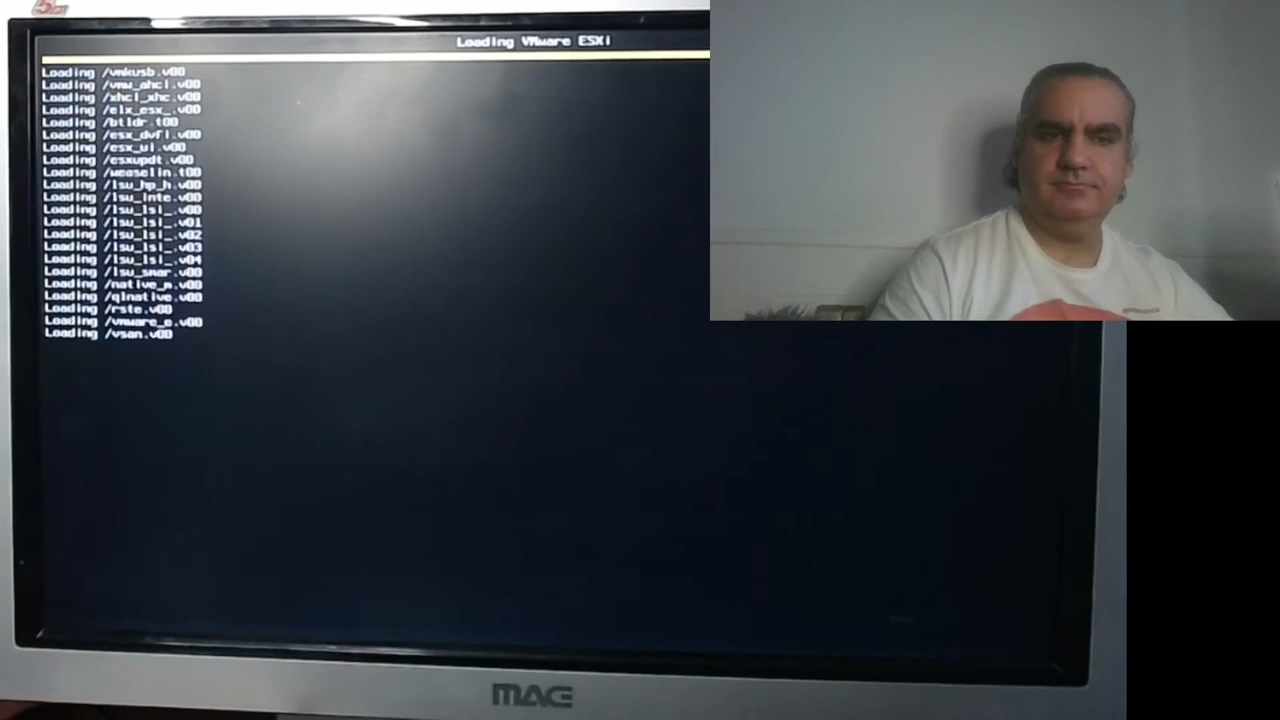 Loading VMware ESXi
Loading /vmkusb.v00
Loading /vmw_ahci.v00
Loading /xhci_xhc.v00
Loading /elx_esx_.v00
Loading /btldr.t00
Loading /esx_dvfi.v00
Loading /esx_ui.v00
Loading /esxupdt.v00
Loading /weaselin.t00
Loading /lsu_hp_h.v00
Loading /lsu_inte.v00
Loading /lsu_lsi_.v00
Loading /lsu_lsi_.v01
Loading /lsu_lsi_.v02
Loading /lsu_lsi_.v03
Loading /lsu_lsi_.v04
Loading /lsu_smar.v00
Loading /native_m.v00
Loading /qlnative.v00
Loading /rste.v00
Loading /vmware_e.v00
Loading /vsan.v00
MAG